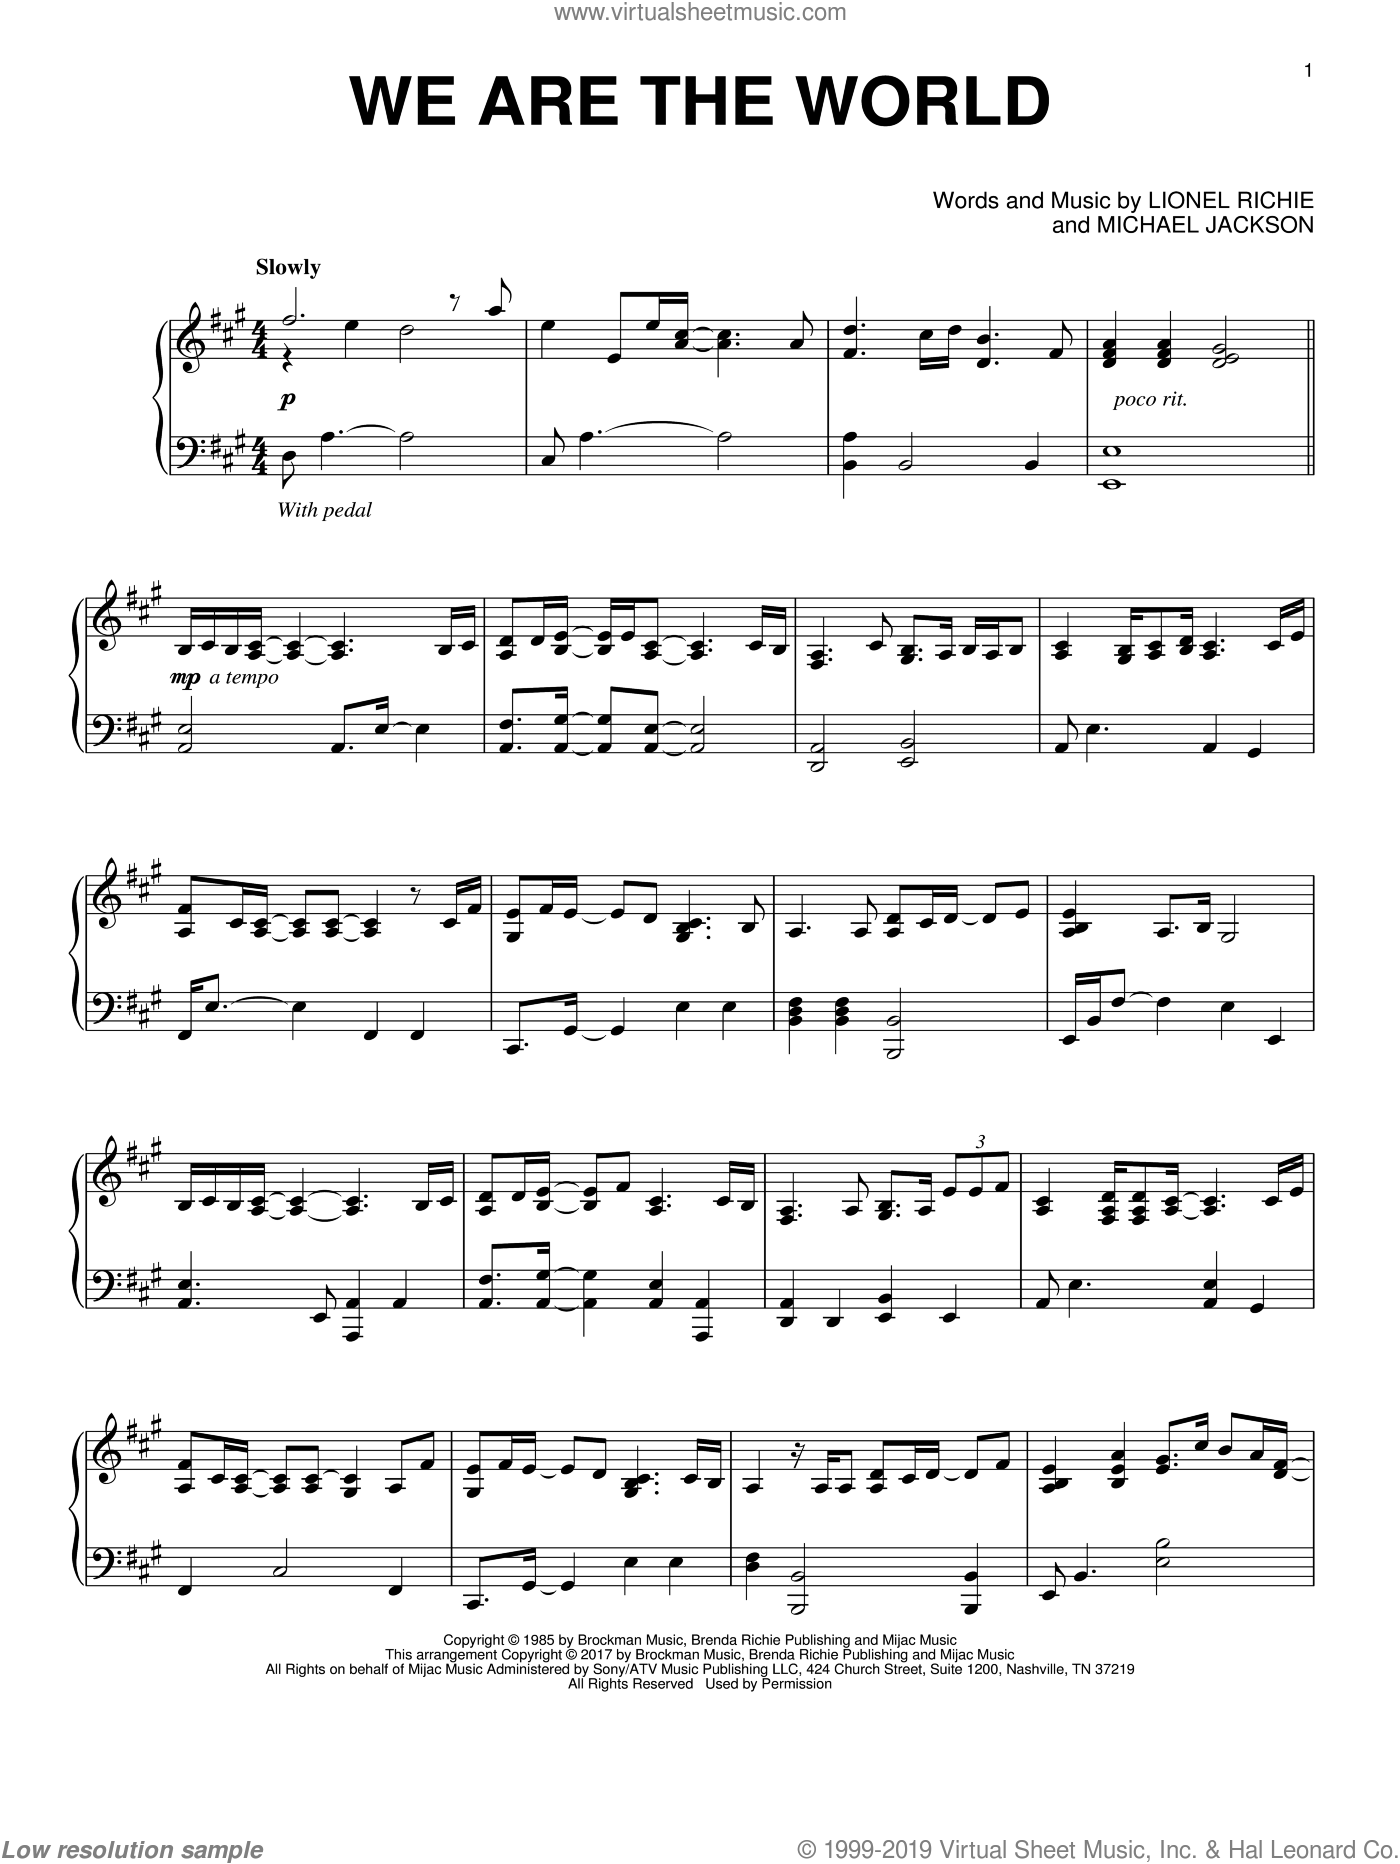 www.virtualsheetmusic.com
1
WE ARE THE WORLD
Words and Music by LIONEL RICHIE
and MICHAEL JACKSON
Slowly
4
4
p
poco rit.
4
4
With pedal
mp a tempo
3
Copyright © 1985 by Brockman Music, Brenda Richie Publishing and Mijac Music
This arrangement Copyright © 2017 by Brockman Music, Brenda Richie Publishing and Mijac Music
All Rights on behalf of Mijac Music Administered by Sony/ATV Music Publishing LLC, 424 Church Street, Suite 1200, Nashville, TN 37219
All Rights Reserved Used by Permission
Low resolution sample
© 1999-2019 Virtual Sheet Music, Inc. & Hal Leonard Co.